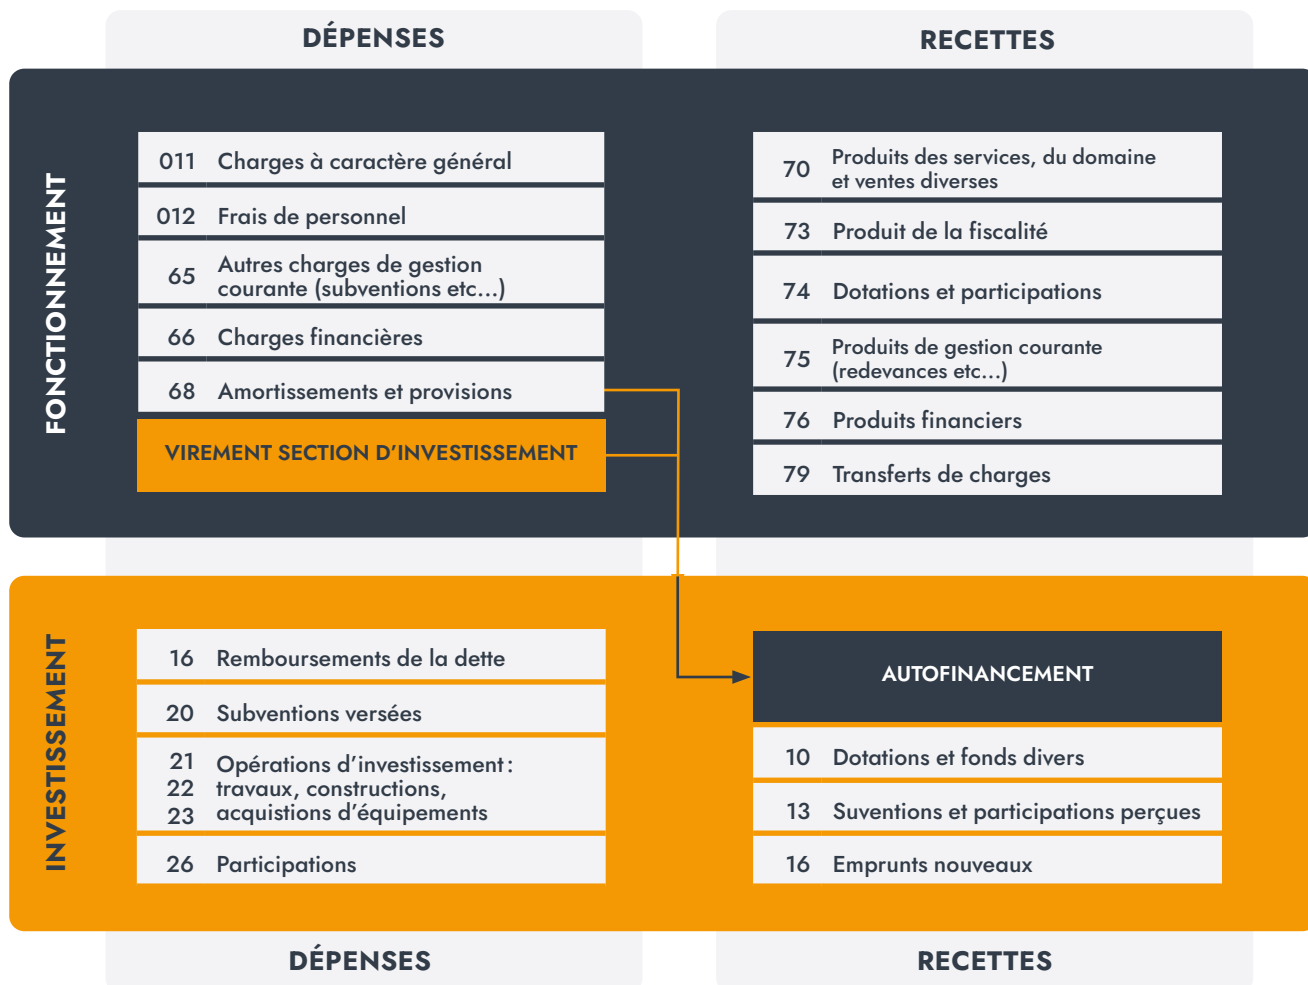 DÉPENSES
RECETTES
FONCTIONNEMENT
011 Charges à caractère général
012 Frais de personnel
65 Autres charges de gestion
courante (subventions etc...)
66 Charges financières
68 Amortissements et provisions
VIREMENT SECTION D’INVESTISSEMENT
70 Produits des services, du domaine
et ventes diverses
73 Produit de la fiscalité
74 Dotations et participations
75 Produits de gestion courante
(redevances etc...)
76 Produits financiers
79 Transferts de charges
INVESTISSEMENT
16 Remboursements de la dette
20 Subventions versées
21 Opérations d’investissement :
22 travaux, constructions,
23 acquistions d’équipements
26 Participations
AUTOFINANCEMENT
10 Dotations et fonds divers
13 Suventions et participations perçues
16 Emprunts nouveaux
DÉPENSES
RECETTES